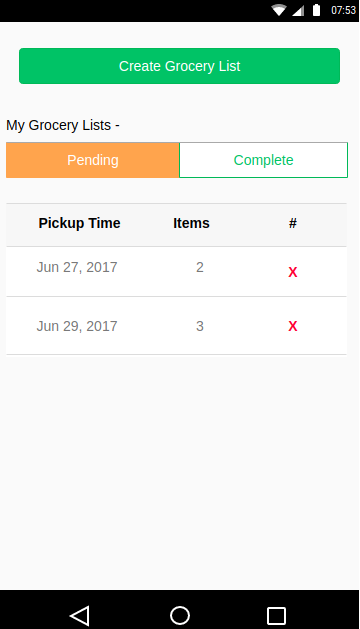 07:53
Create Grocery List
My Grocery Lists -
Pending Complete
Pickup Time Items #
Jun 27, 2017 2 X
Jun 29, 2017 3 X